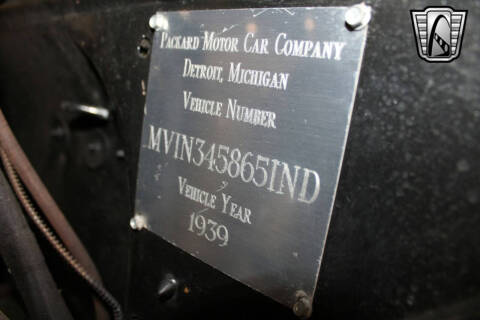 Packard Motor Car Company
Detroit, Michigan
Vehicle Number
MVIN345865IND
Vehicle Year
1939